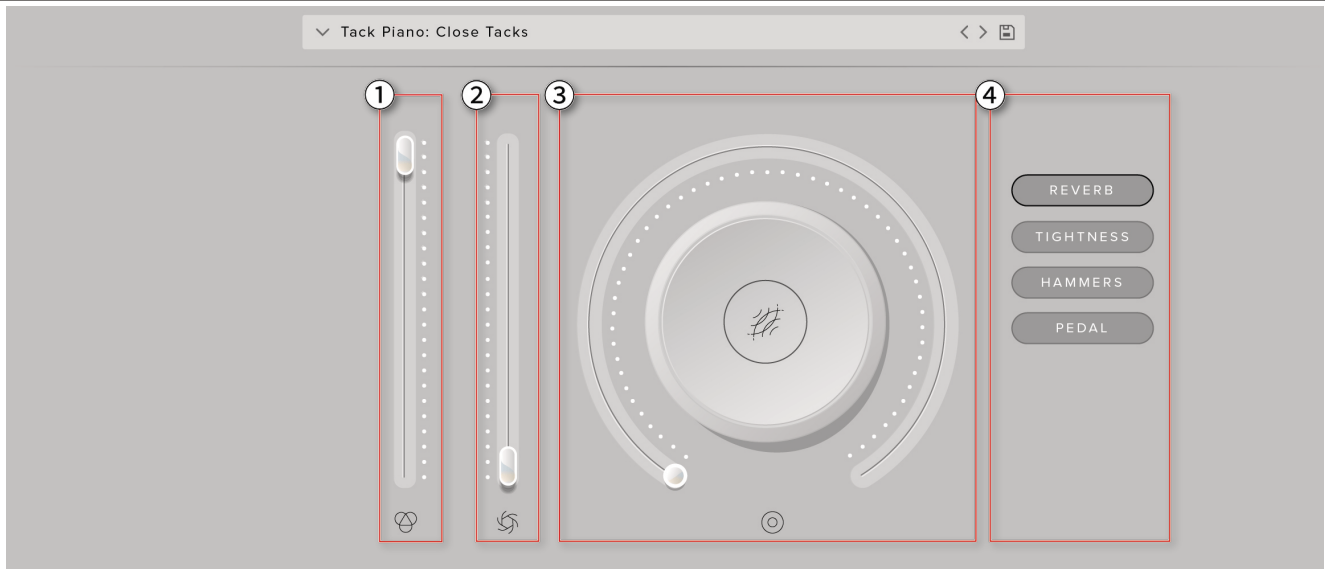 Tack Piano: Close Tacks
1
2
3
4
REVERB
TIGHTNESS
HAMMERS
PEDAL